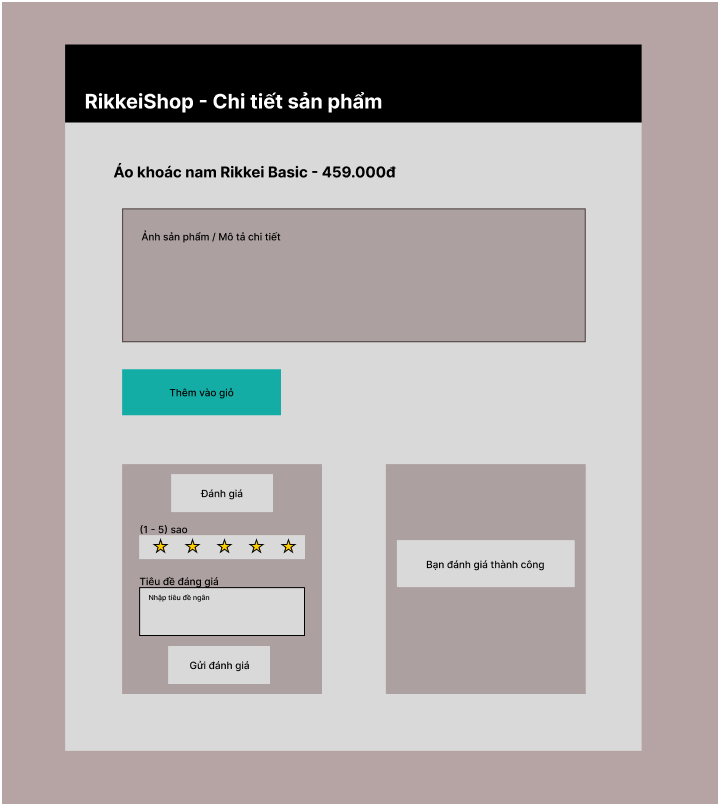 RikkeiShop - Chi tiết sản phẩm
Áo khoác nam Rikkei Basic - 459.000đ
Ảnh sản phẩm / Mô tả chi tiết
Thêm vào giỏ
Đánh giá
(1 - 5) sao
Tiêu dề đáng giá
Nhập tiêu dề ngắn
Gửi đánh giá
Bạn đánh giá thành công